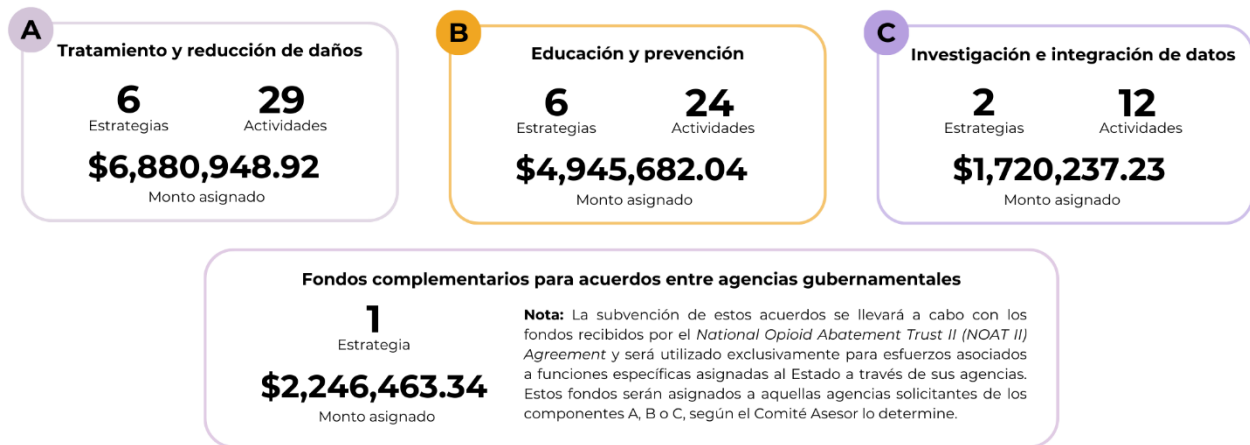 A
Tratamiento y reducción de daños
6
29
Estrategias
Actividades
$6,880,948.92
Monto asignado
B
Educación y prevención
6
24
Estrategias
Actividades
$4,945,682.04
Monto asignado
C
Investigación e integración de datos
2
12
Estrategias
Actividades
$1,720,237.23
Monto asignado
Fondos complementarios para acuerdos entre agencias gubernamentales
1
Estrategia
$2,246,463.34
Monto asignado
Nota: La subvención de estos acuerdos se llevará a cabo con los
fondos recibidos por el National Opioid Abatement Trust II (NOAT II)
Agreement y será utilizado exclusivamente para esfuerzos asociados
a funciones específicas asignadas al Estado a través de sus agencias.
Estos fondos serán asignados a aquellas agencias solicitantes de los
componentes A, B o C, según el Comité Asesor lo determine.